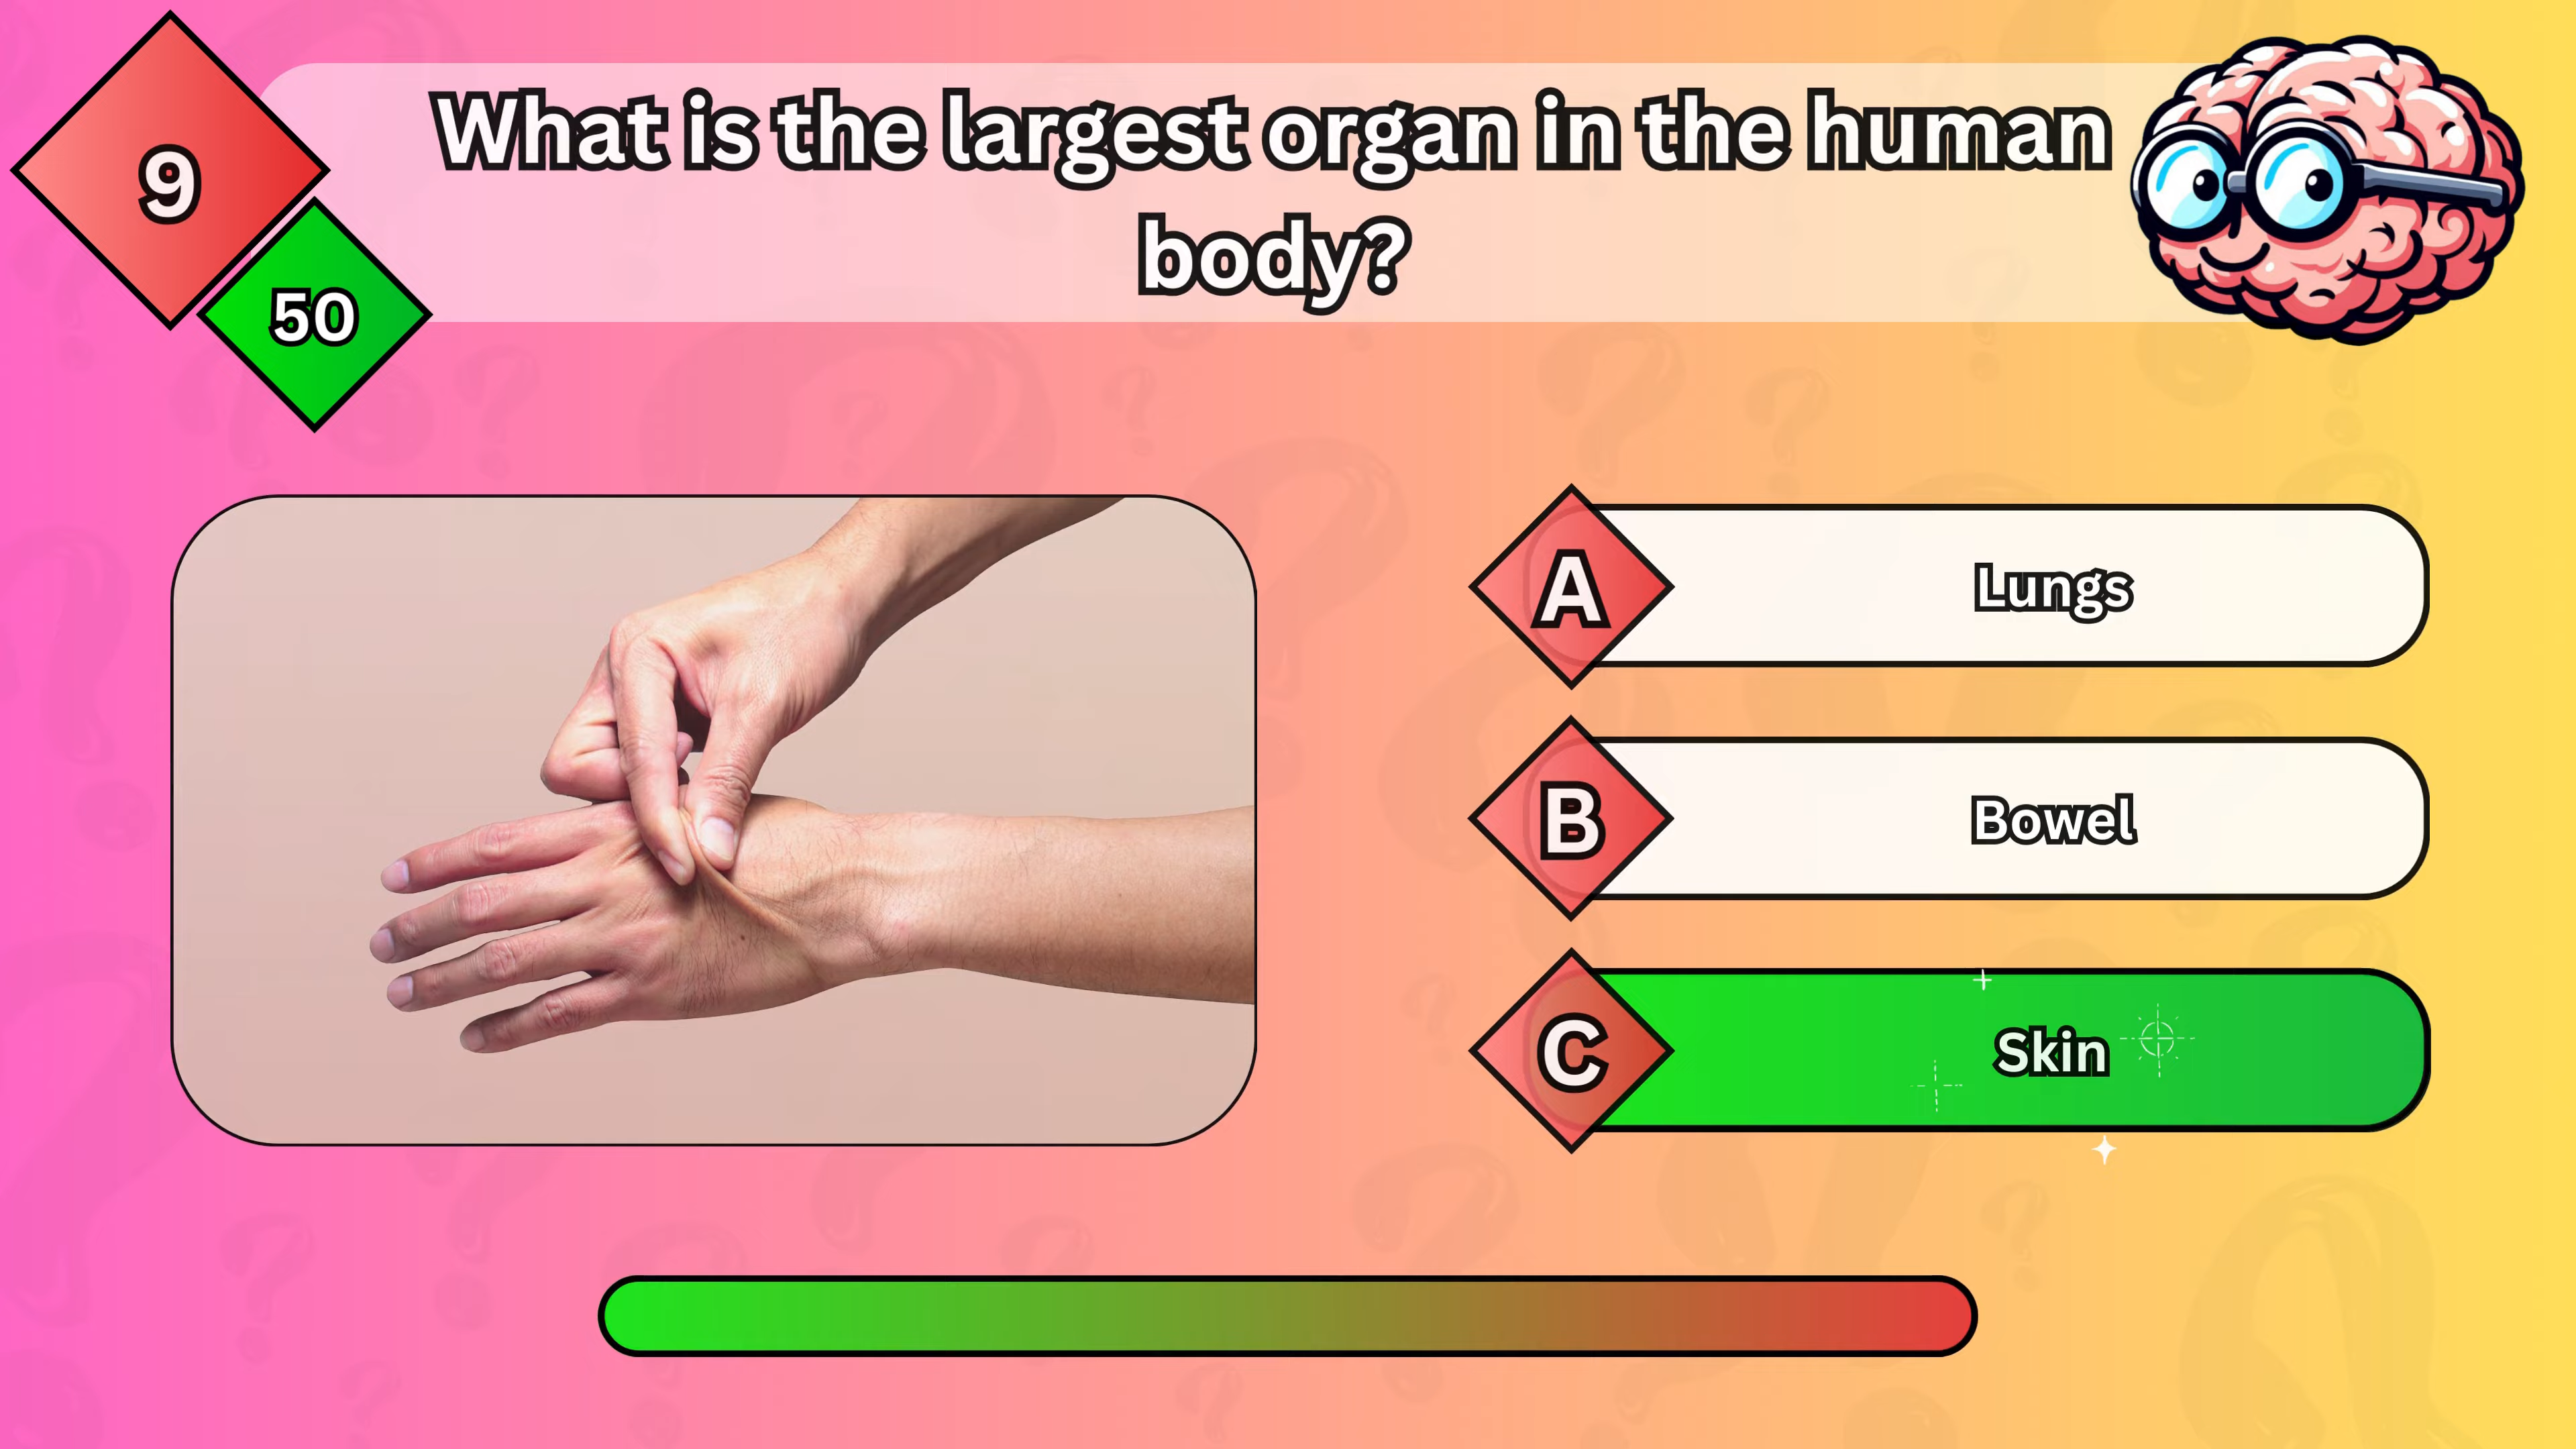 9
50
What is the largest organ in the human
body?
A
Lungs
B
Bowel
C
Skin